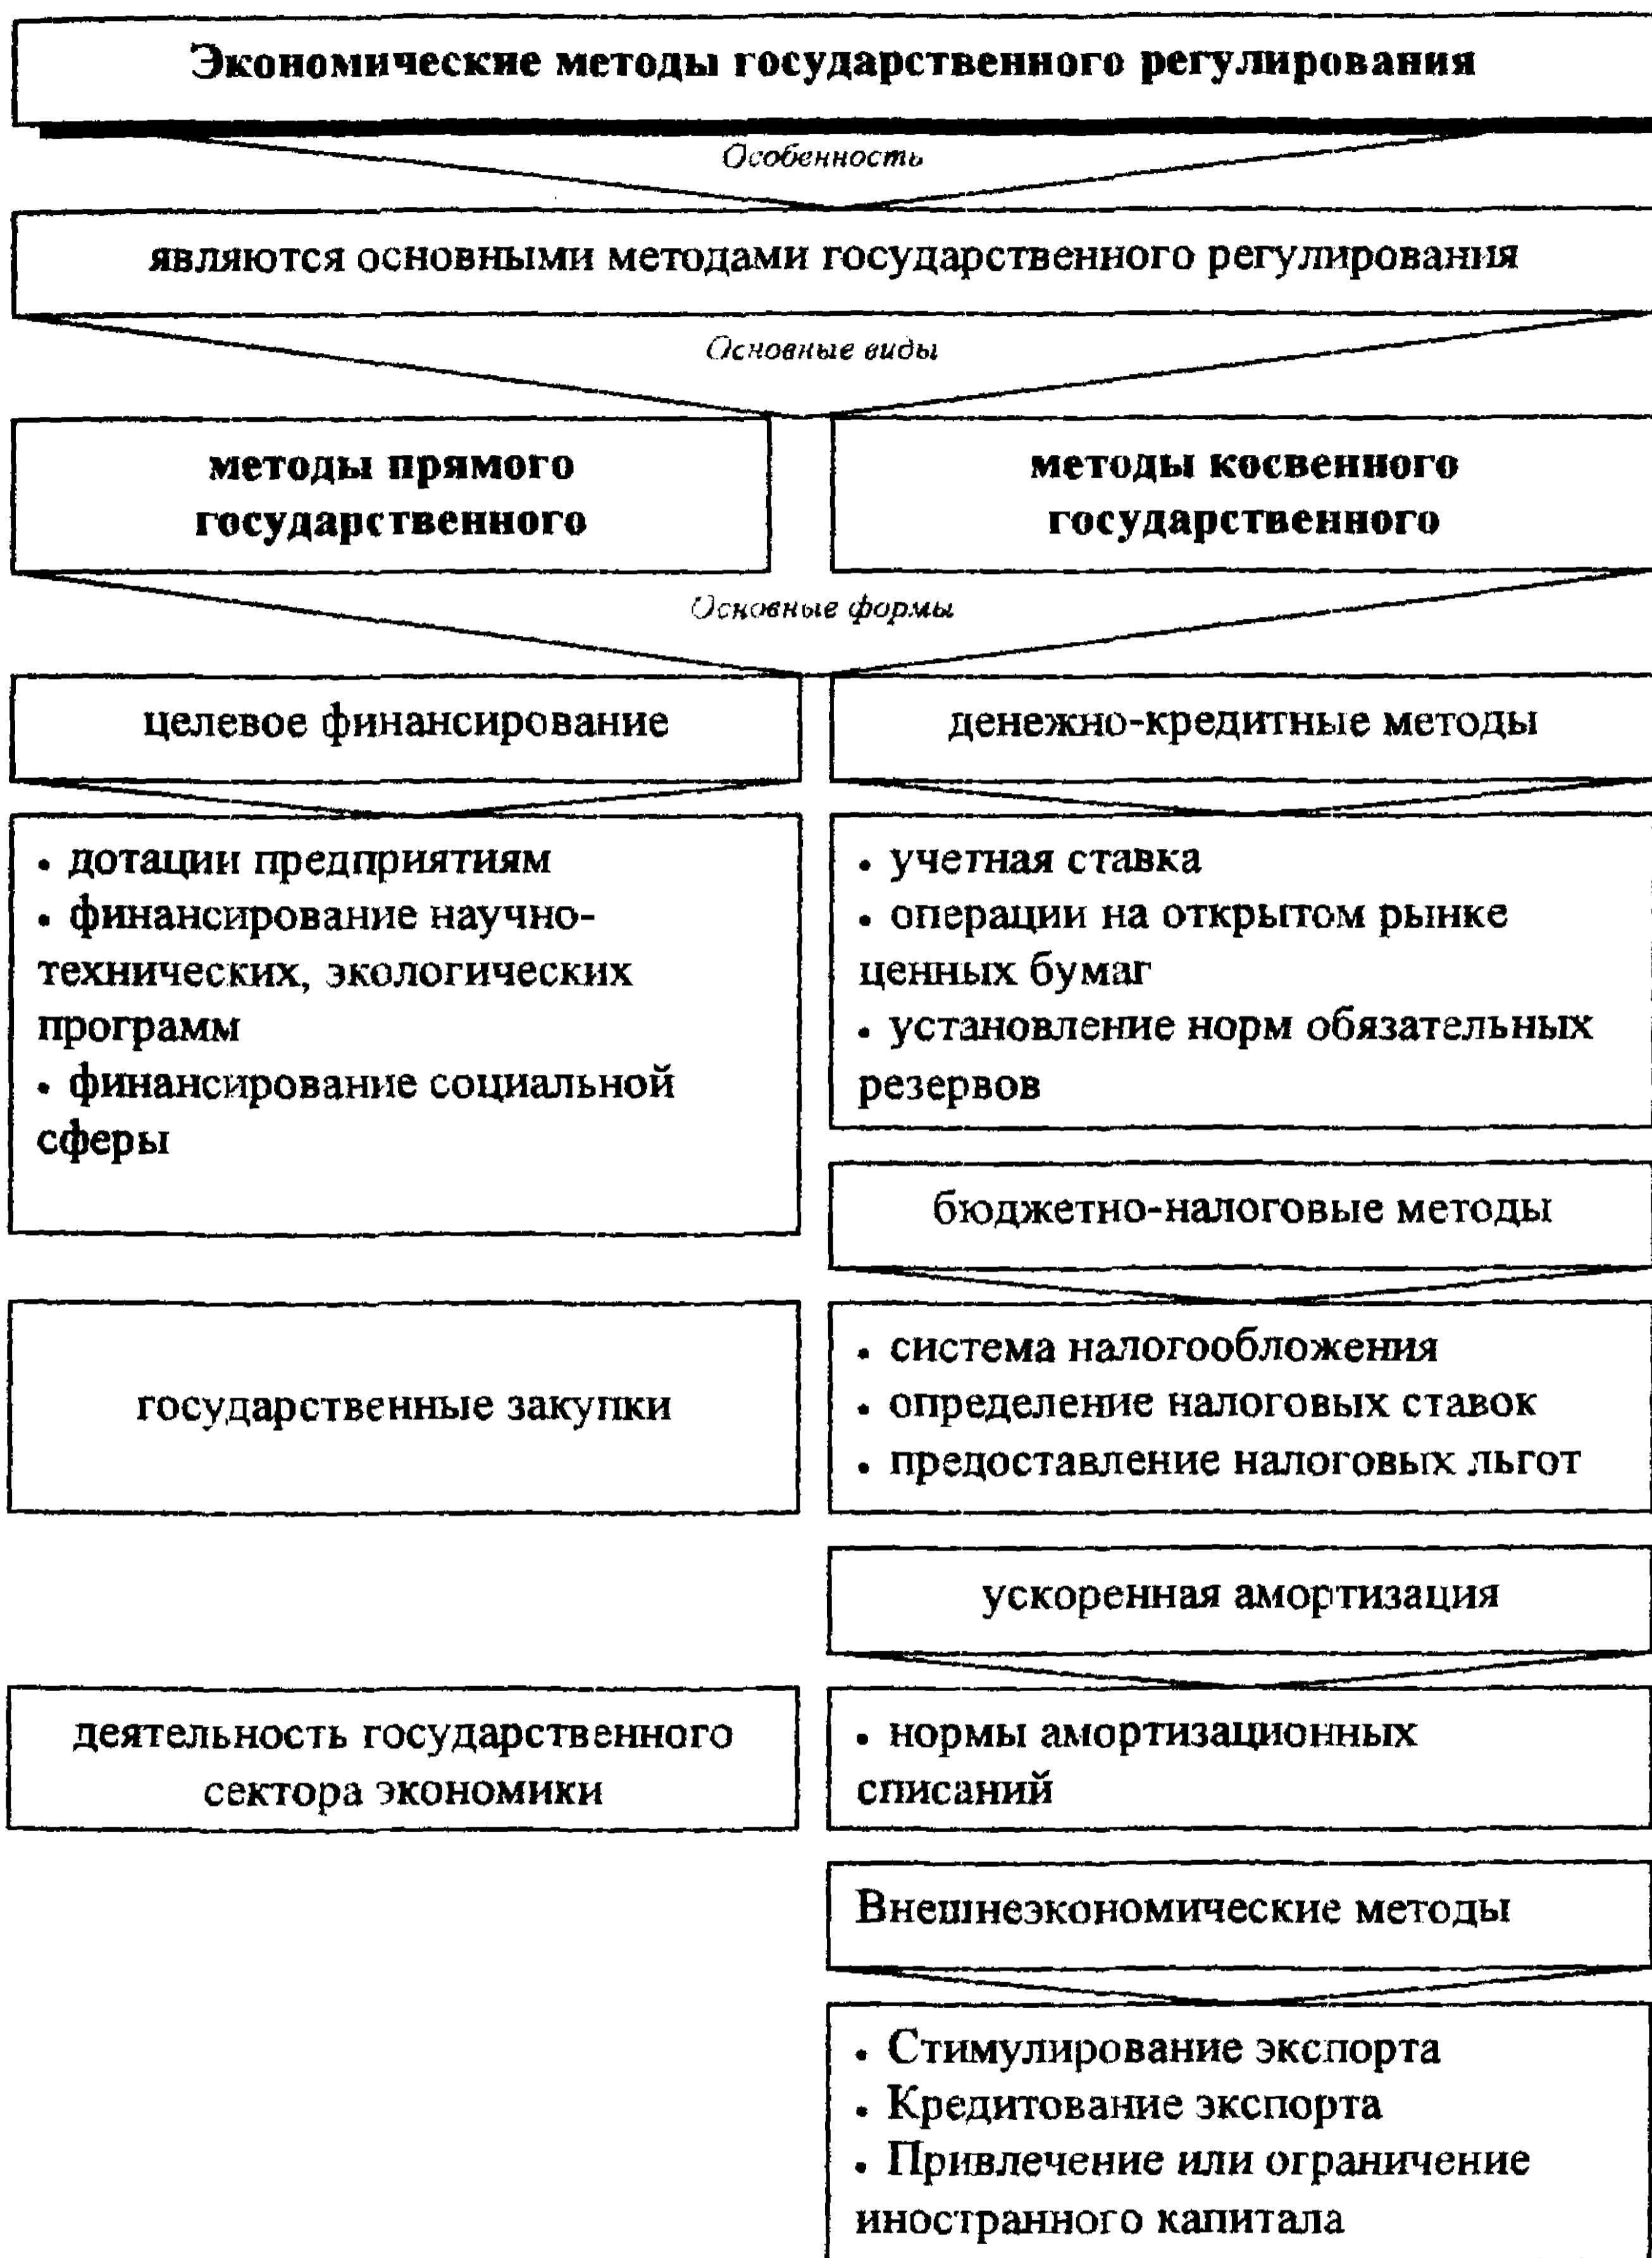 Экономические методы государственного регулирования
Особенность
являются основными методами государственного регулирования
Основные виды
методы прямого
государственного
методы косвенного
государственного
Основные формы
целевое финансирование
денежно-кредитные методы
• дотации предприятиям
• финансирование научно-
технических, экологических
программ
• финансирование социальной
сферы
• учетная ставка
• операции на открытом рынке
ценных бумаг
• установление норм обязательных
резервов
бюджетно-налоговые методы
государственные закупки
• система налогообложения
• определение налоговых ставок
• предоставление налоговых льгот
ускоренная амортизация
деятельность государственного
сектора экономики
• нормы амортизационных
списаний
Внешнеэкономические методы
• Стимулирование экспорта
• Кредитование экспорта
• Привлечение или ограничение
иностранного капитала